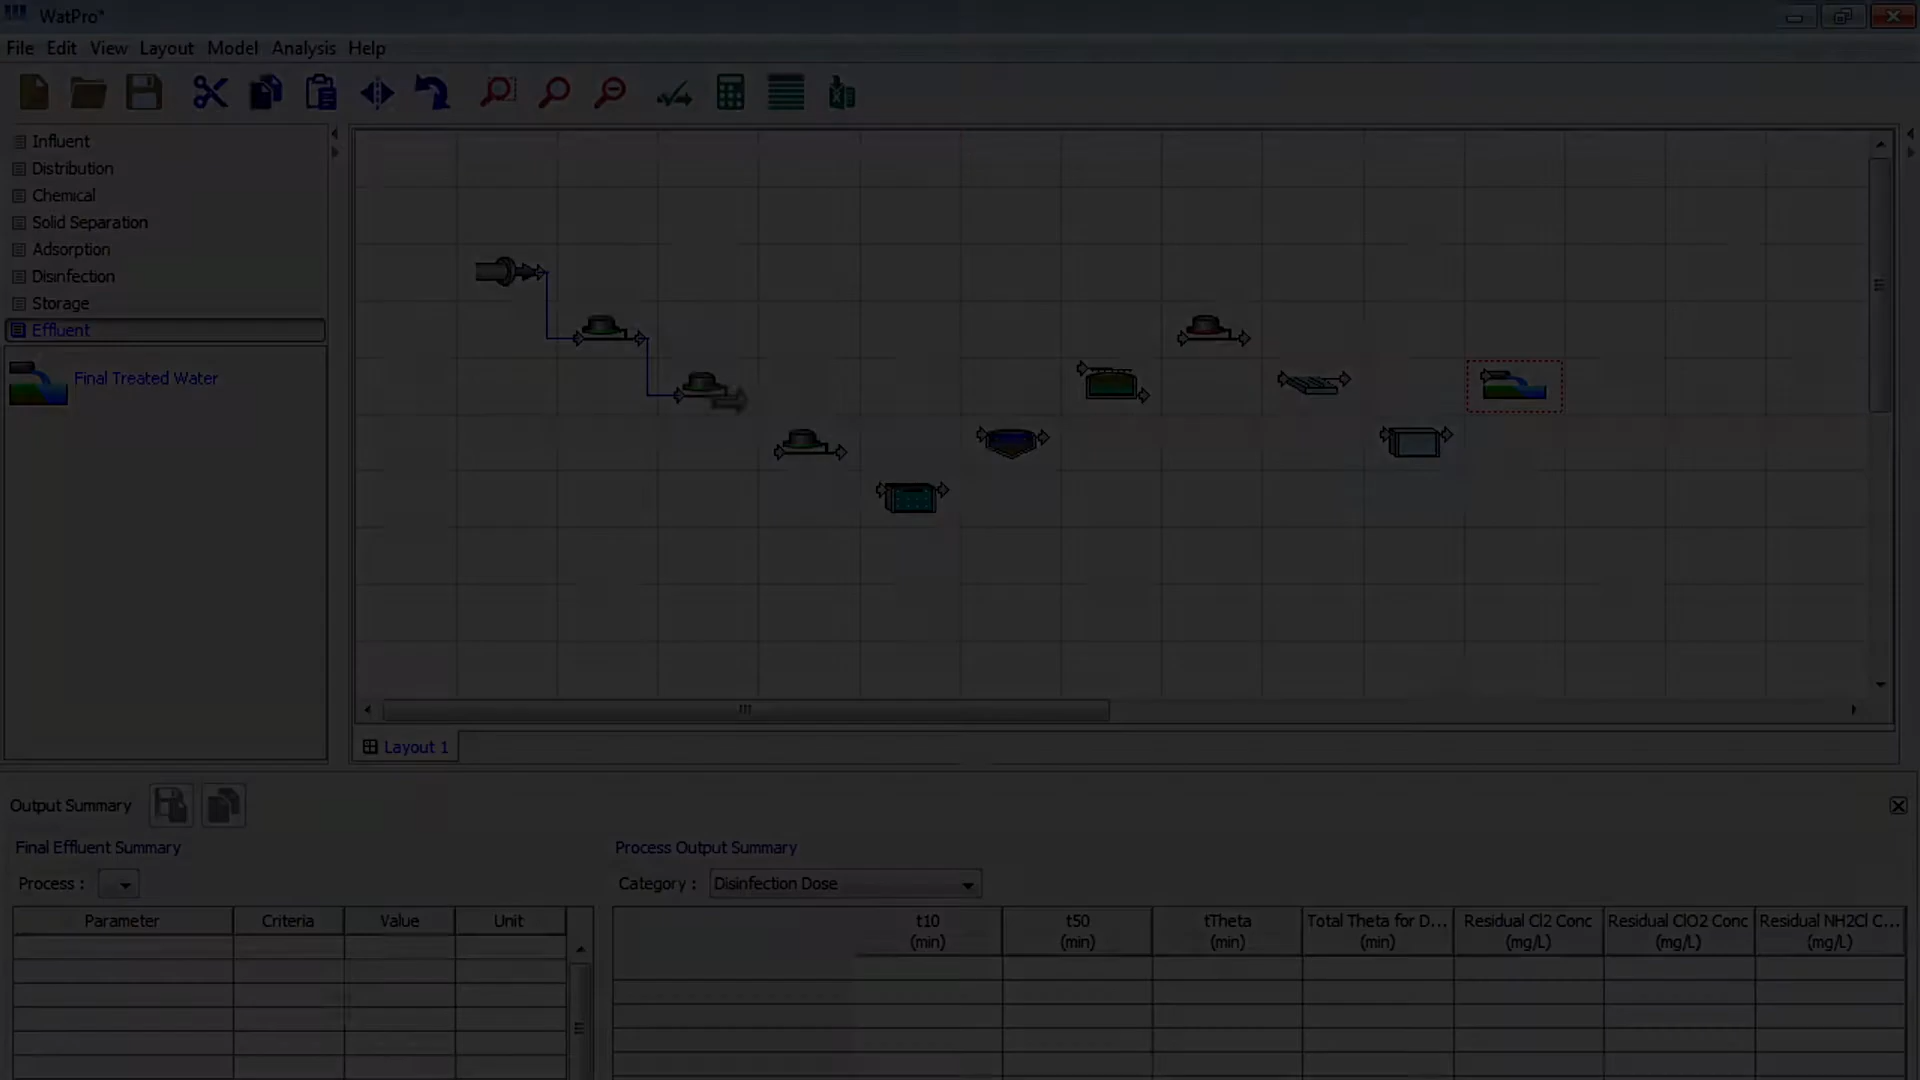 WatPro*
File Edit View Layout Model Analysis Help
Influent
Distribution
Chemical
Solid Separation
Adsorption
Disinfection
Storage
Effluent
Final Treated Water
Layout 1
Output Summary
Final Effluent Summary
Process :
Parameter Criteria Value Unit
Process Output Summary
Category : Disinfection Dose
t10 t50 tTheta Total Theta for D... Residual Cl2 Conc Residual ClO2 Conc Residual NH2Cl C...
(min) (min) (min) (min) (mg/L) (mg/L) (mg/L)